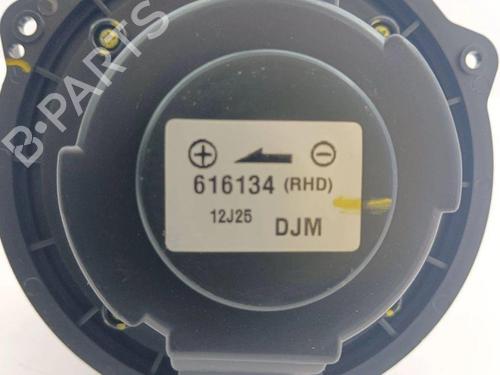 B-PARTS
+ ← −
616134 (RHD)
12J25 DJM